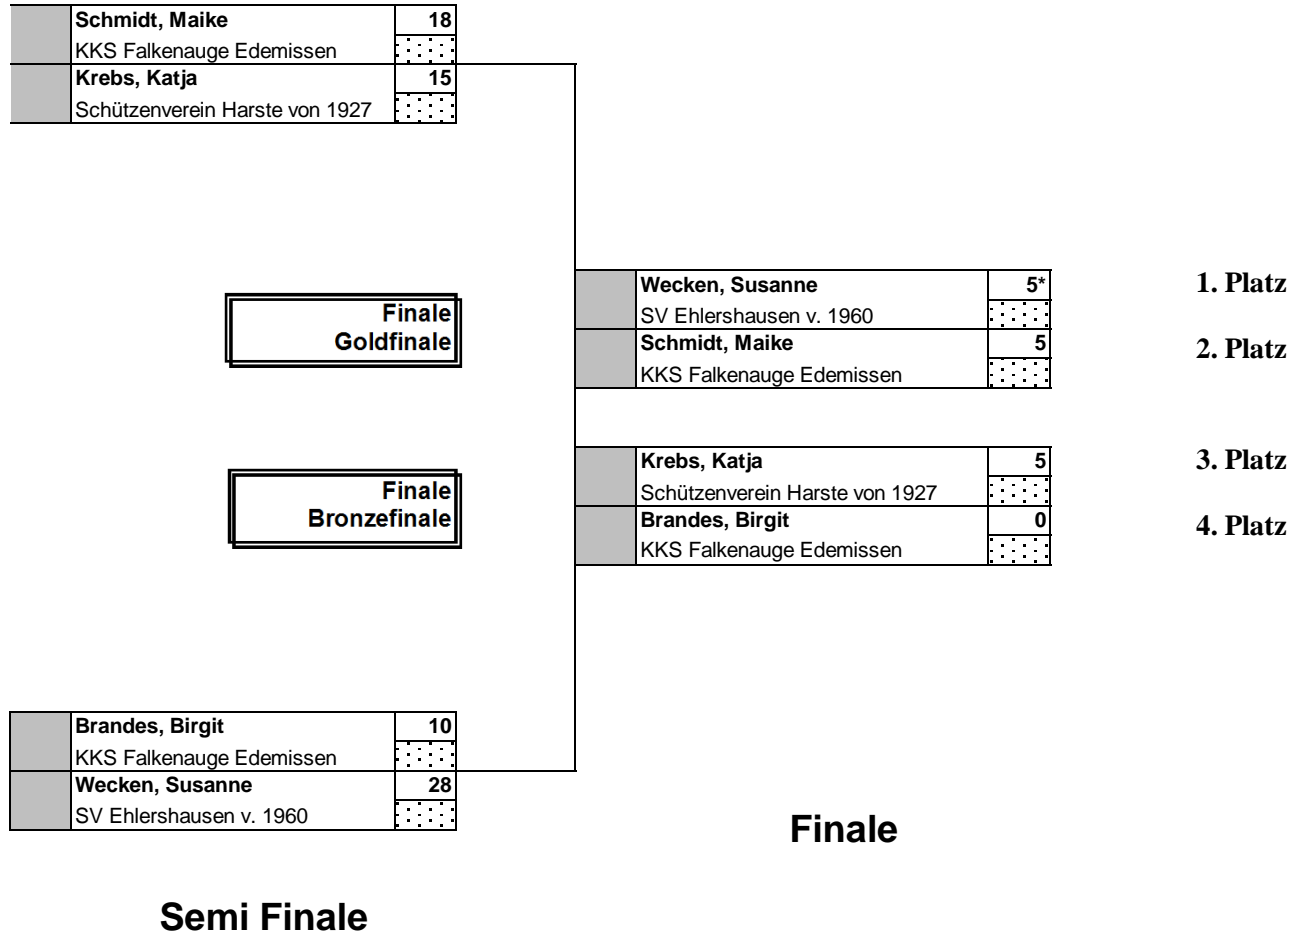 Schmidt, Maike 18
KKS Falkenauge Edemissen
Krebs, Katja 15
Schützenverein Harste von 1927
Wecken, Susanne 5* 1. Platz
SV Ehlershausen v. 1960
Finale
Goldfinale
Schmidt, Maike 5 2. Platz
KKS Falkenauge Edemissen
Krebs, Katja 5 3. Platz
Schützenverein Harste von 1927
Finale
Bronzefinale
Brandes, Birgit 0 4. Platz
KKS Falkenauge Edemissen
Brandes, Birgit 10
KKS Falkenauge Edemissen
Wecken, Susanne 28
SV Ehlershausen v. 1960
Finale
Semi Finale